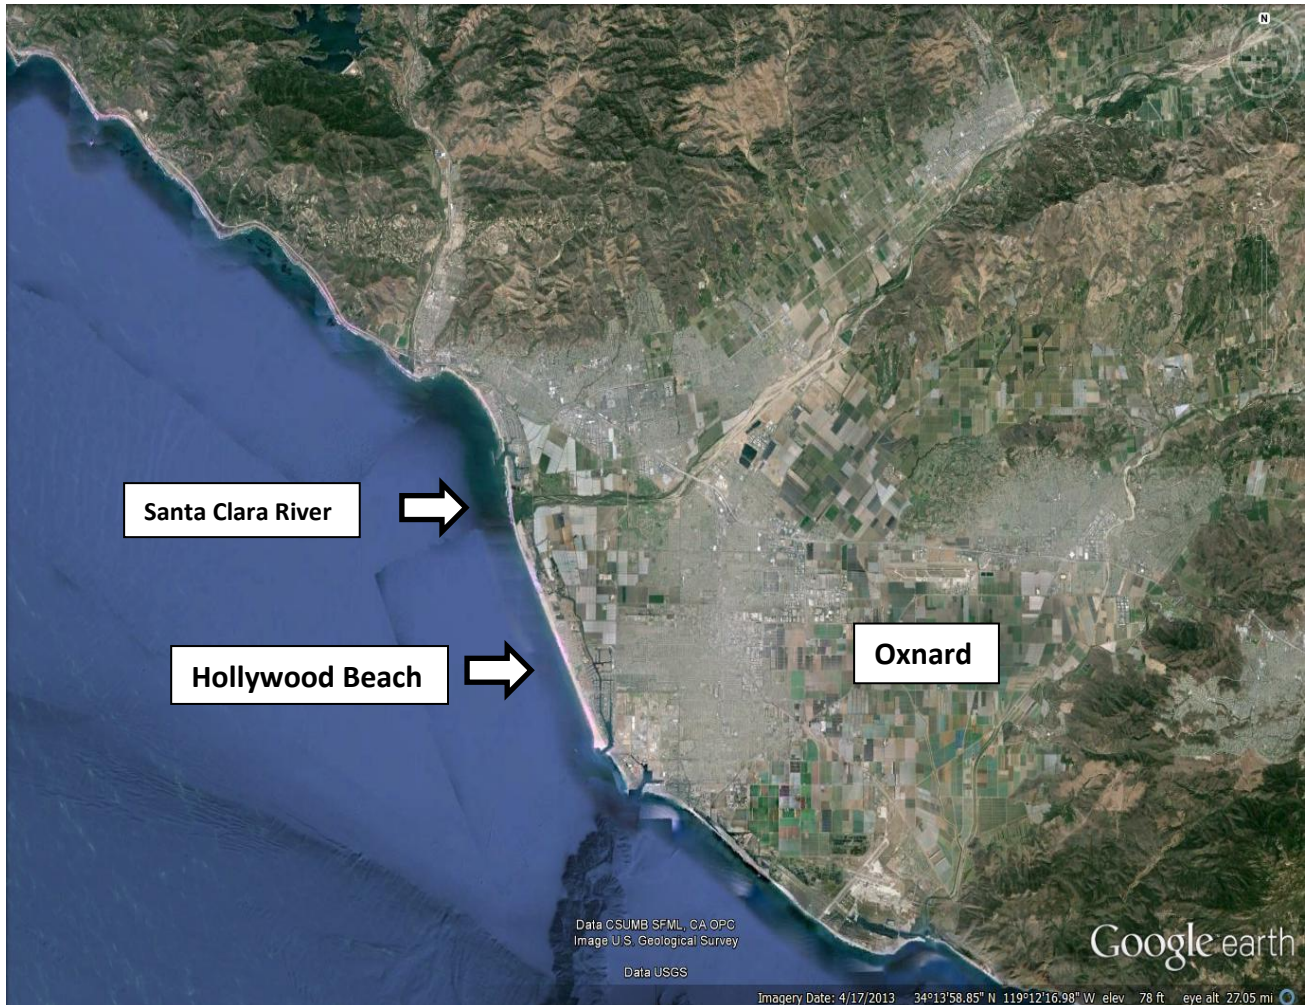 N
Santa Clara River
Hollywood Beach
Oxnard
Data CSUMB SFML, CA OPC
Image U.S. Geological Survey
Data USGS
Google earth
Imagery Date: 4/17/2013 34°13'58.85" N 119°12'16.98" W elev 78 ft eye alt 27.05 mi